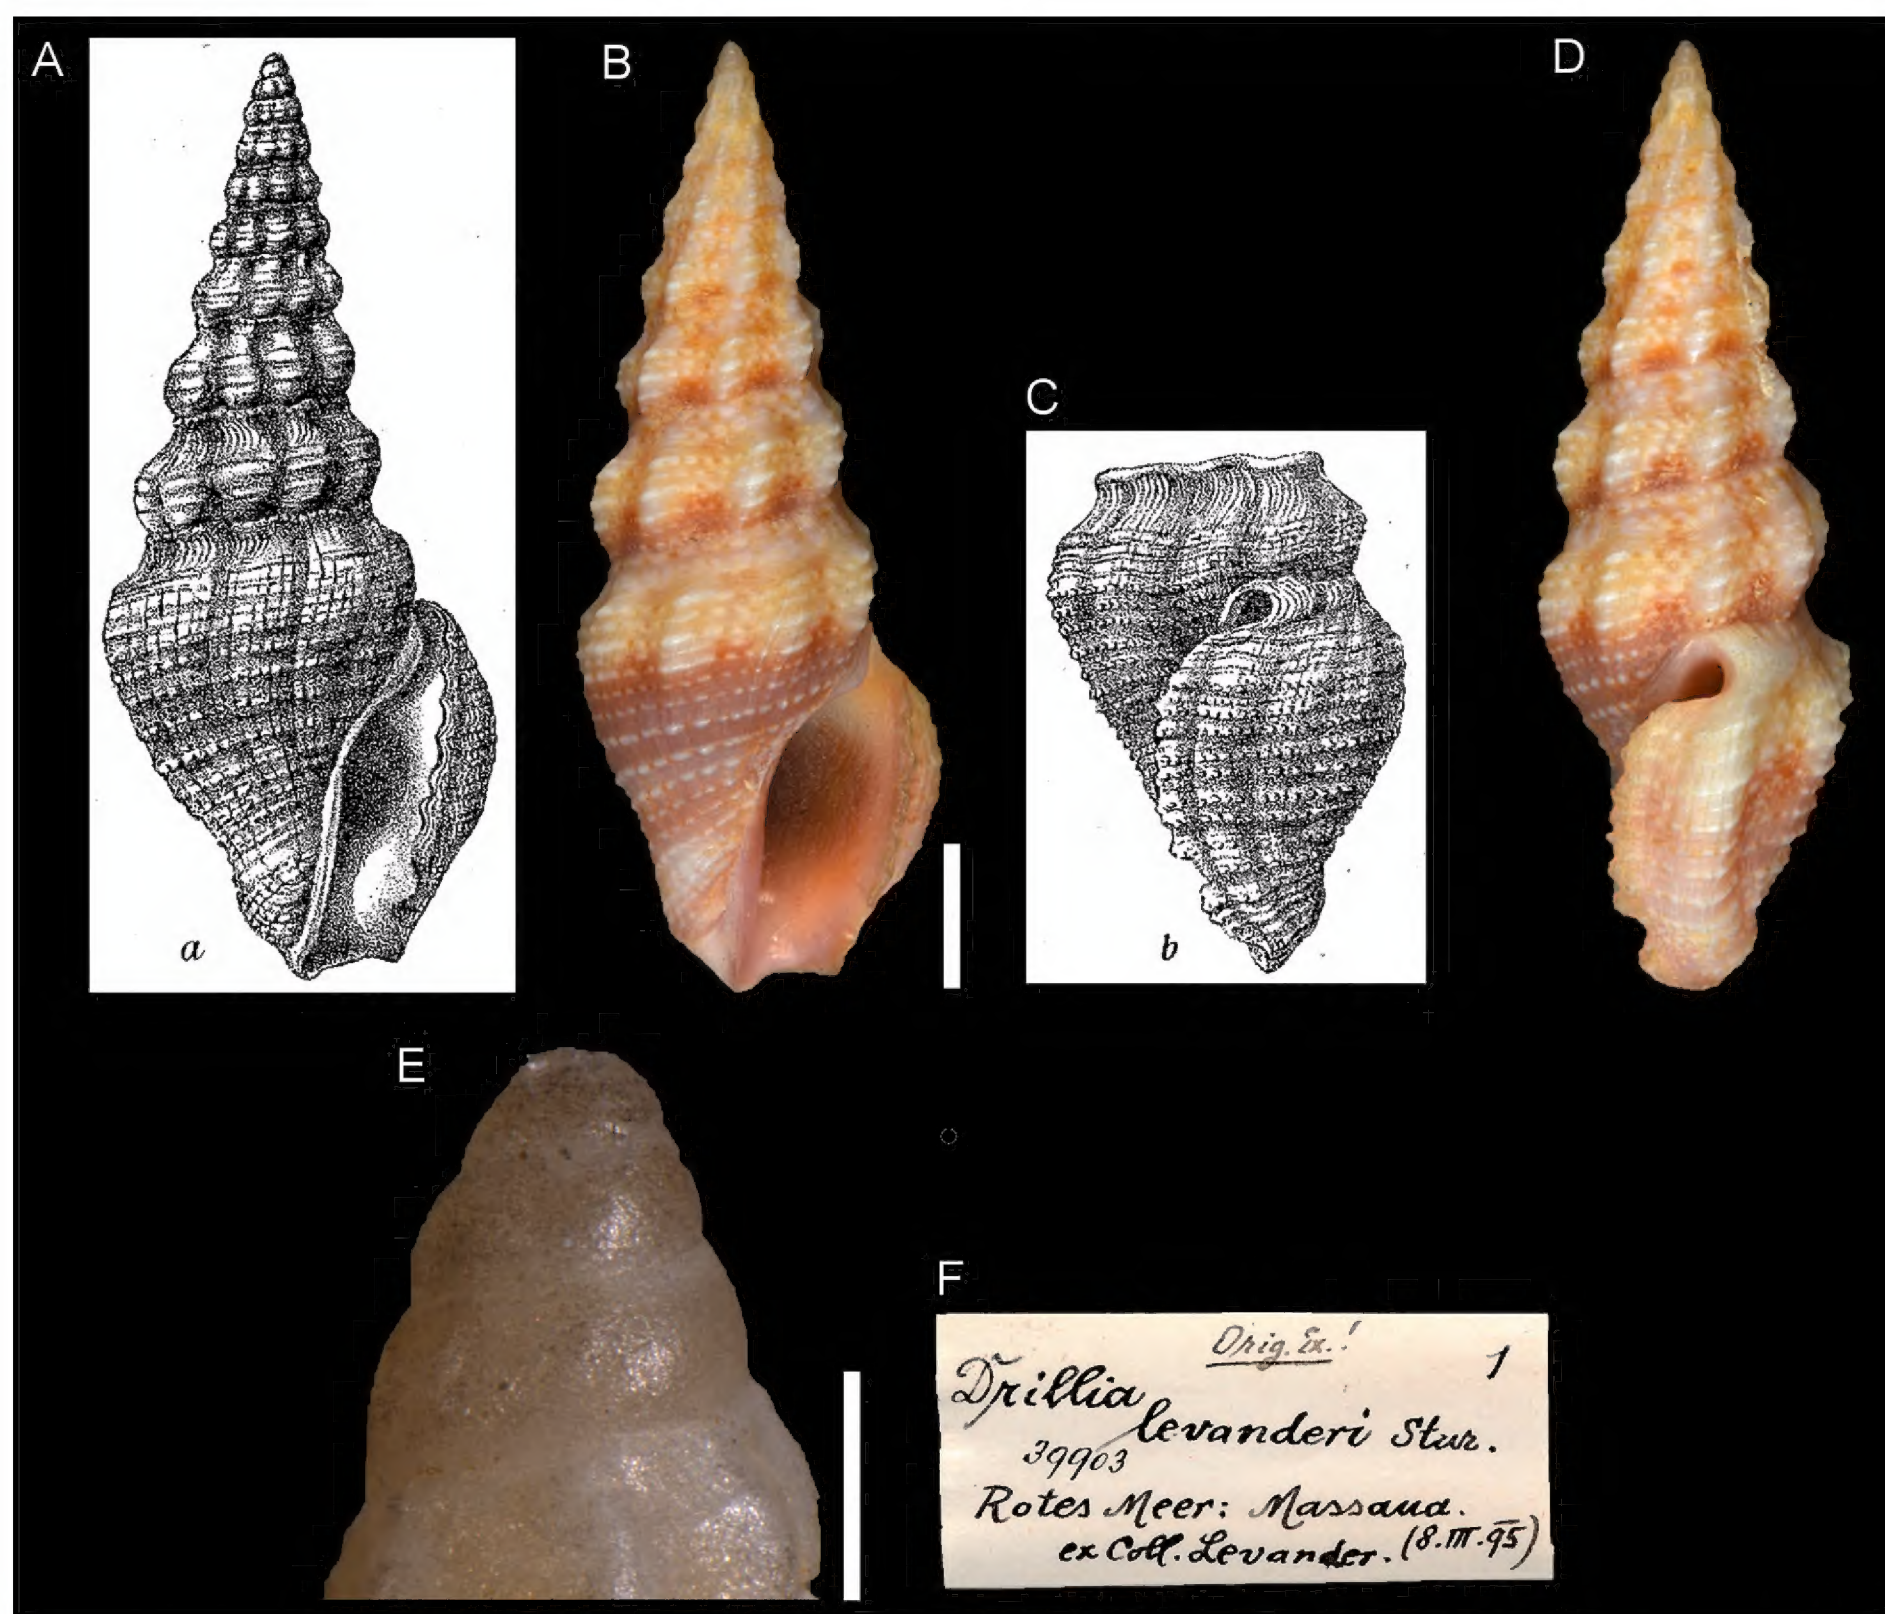 A
B
C
D
a
b
E
F
Orig. Ex.!
1
Drillia
levanderi Stur.
39903
Rotes Meer: Massaua.
ex Coll. Levander. (8.III.95)